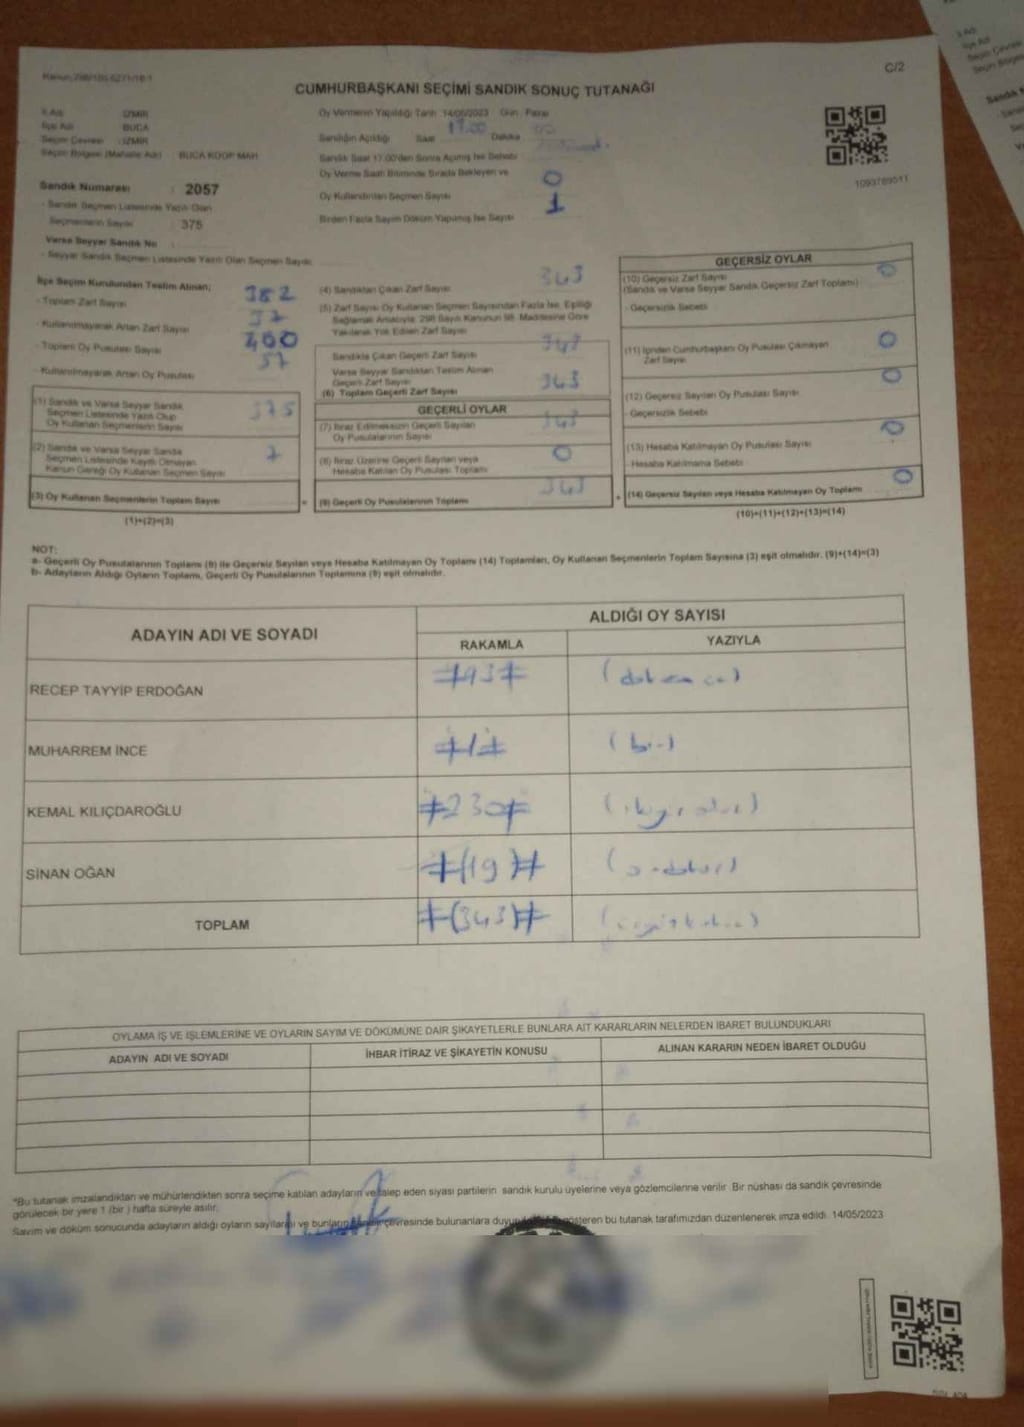 Kanun:298/105-6271/18-1
C/2
CUMHURBAŞKANI SEÇİMİ SANDIK SONUÇ TUTANAĞI
İl Adı : İZMİR
İlçe Adı : BUCA
Seçim Çevresi : İZMİR
Seçim Bölgesi (Mahalle Adı) : BUCA KOOP MAH
Oy Vermenin Yapıldığı Tarih 14/05/2023 Gün Pazar
Sandığın Açıldığı Saat 17.00 Dakika
Sandık Saat 17.00'den Sonra Açılmış İse Sebebi
Oy Verme Saati Bitiminde Sırada Bekleyen ve
Oy Kullandırılan Seçmen Sayısı 0
Birden Fazla Sayım Döküm Yapılmış İse Sayısı 1
1093789511
Sandık Numarası : 2057
- Sandık Seçmen Listesinde Yazılı Olan
Seçmenlerin Sayısı : 375
Varsa Seyyar Sandık No :
- Seyyar Sandık Seçmen Listesinde Yazılı Olan Seçmen Sayısı:
İlçe Seçim Kurulundan Teslim Alınan;
- Toplam Zarf Sayısı 382
- Kullanılmayarak Artan Zarf Sayısı
- Toplam Oy Pusulası Sayısı 400
- Kullanılmayarak Artan Oy Pusulası 57
(1) Sandık ve Varsa Seyyar Sandık
Seçmen Listesinde Yazılı Olup
Oy Kullanan Seçmenlerin Sayısı 375
(2) Sandık ve Varsa Seyyar Sandık
Seçmen Listesinde Kayıtlı Olmayan
Kanun Gereği Oy Kullanan Seçmen Sayısı
(3) Oy Kullanan Seçmenlerin Toplam Sayısı =
(1)+(2)=(3)
(4) Sandıktan Çıkan Zarf Sayısı 343
(5) Zarf Sayısı Oy Kullanan Seçmen Sayısından Fazla İse, Eşitliği
Sağlamak Amacıyla, 298 Sayılı Kanunun 98. Maddesine Göre
Yakılarak Yok Edilen Zarf Sayısı
Sandıkta Çıkan Geçerli Zarf Sayısı
Varsa Seyyar Sandıktan Teslim Alınan
Geçerli Zarf Sayısı
(6) Toplam Geçerli Zarf Sayısı 343
GEÇERLİ OYLAR
(7) İtiraz Edilmeksizin Geçerli Sayılan
Oy Pusulalarının Sayısı 343
(8) İtiraz Üzerine Geçerli Sayılan veya
Hesaba Katılan Oy Pusulası Toplamı 0
(9) Geçerli Oy Pusulalarının Toplamı 343 +
GEÇERSİZ OYLAR
(10) Geçersiz Zarf Sayısı
(Sandık ve Varsa Seyyar Sandık Geçersiz Zarf Toplamı) 0
- Geçersizlik Sebebi
(11) İçinden Cumhurbaşkanı Oy Pusulası Çıkmayan
Zarf Sayısı 0
(12) Geçersiz Sayılan Oy Pusulası Sayısı 0
- Geçersizlik Sebebi
(13) Hesaba Katılmayan Oy Pusulası Sayısı 0
- Hesaba Katılmama Sebebi
(14) Geçersiz Sayılan veya Hesaba Katılmayan Oy Toplamı 0
(10)+(11)+(12)+(13)=(14)
NOT:
a- Geçerli Oy Pusulalarının Toplamı (9) ile Geçersiz Sayılan veya Hesaba Katılmayan Oy Toplamı (14) Toplamları, Oy Kullanan Seçmenlerin Toplam Sayısına (3) eşit olmalıdır. (9)+(14)=(3)
b- Adayların Aldığı Oyların Toplamı, Geçerli Oy Pusulalarının Toplamına (9) eşit olmalıdır.
ADAYIN ADI VE SOYADI
ALDIĞI OY SAYISI
RAKAMLA YAZIYLA
RECEP TAYYİP ERDOĞAN ≠93≠
MUHARREM İNCE ≠1≠ (bir)
KEMAL KILIÇDAROĞLU ≠230≠
SİNAN OĞAN #(19)#
TOPLAM #(343)#
OYLAMA İŞ VE İŞLEMLERİNE VE OYLARIN SAYIM VE DÖKÜMÜNE DAİR ŞİKAYETLERLE BUNLARA AİT KARARLARIN NELERDEN İBARET BULUNDUKLARI
ADAYIN ADI VE SOYADI İHBAR İTİRAZ VE ŞİKAYETİN KONUSU ALINAN KARARIN NEDEN İBARET OLDUĞU
*Bu tutanak imzalandıktan ve mühürlendikten sonra seçime katılan adayların ve talep eden siyasi partilerin sandık kurulu üyelerine veya gözlemcilerine verilir. Bir nüshası da sandık çevresinde
görülecek bir yere 1 (bir ) hafta süreyle asılır.
Sayım ve döküm sonucunda adayların aldığı oyların sayılarını ve bunların sandık çevresinde bulunanlara gösteren bu tutanak tarafımızdan düzenlenerek imza edildi. 14/05/2023